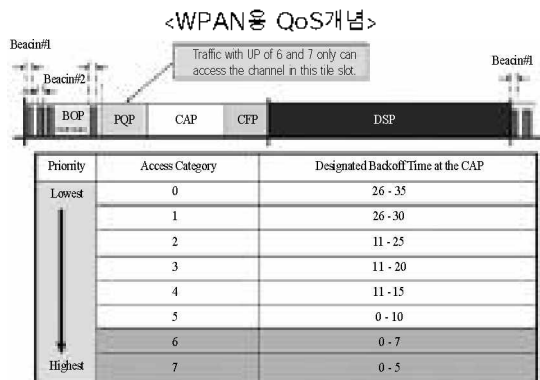 <WPAN용 QoS개념>
Beacin#1
Traffic with UP of 6 and 7 only can
access the channel in this tile slot.
Beacin#1
Beacin#2
BOP PQP CAP CFP DSP
Priority Access Category Designated Backoff Time at the CAP
Lowest 0 26 - 35
1 26 - 30
2 11 - 25
3 11 - 20
4 11 - 15
5 0 - 10
6 0 - 7
Highest 7 0 - 5